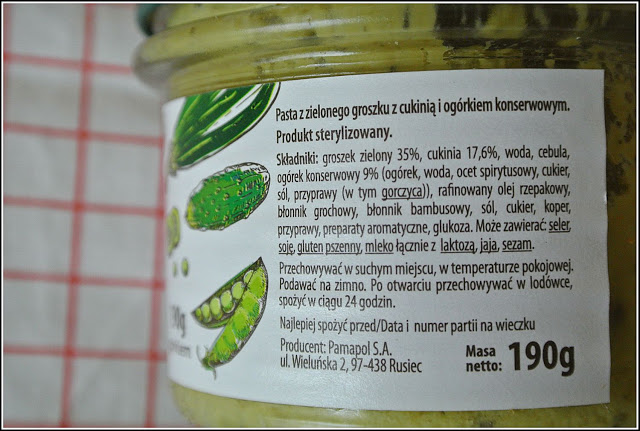 Pasta z zielonego groszku z cukinią i ogórkiem konserwowym.
Produkt sterylizowany.
Składniki: groszek zielony 35%, cukinia 17,6%, woda, cebula,
ogórek konserwowy 9% (ogórek, woda, ocet spirytusowy, cukier,
sól, przyprawy (w tym gorczyca)), rafinowany olej rzepakowy,
błonnik grochowy, błonnik bambusowy, sól, cukier, koper,
przyprawy, preparaty aromatyczne, glukoza. Może zawierać: seler,
soję, gluten pszenny, mleko łącznie z laktozą, jaja, sezam.
Przechowywać w suchym miejscu, w temperaturze pokojowej.
Podawać na zimno. Po otwarciu przechowywać w lodówce,
spożyć w ciągu 24 godzin.
Najlepiej spożyć przed/Data i numer partii na wieczku
Producent: Pamapol S.A.
ul. Wieluńska 2, 97-438 Rusiec
Masa
netto: 190g